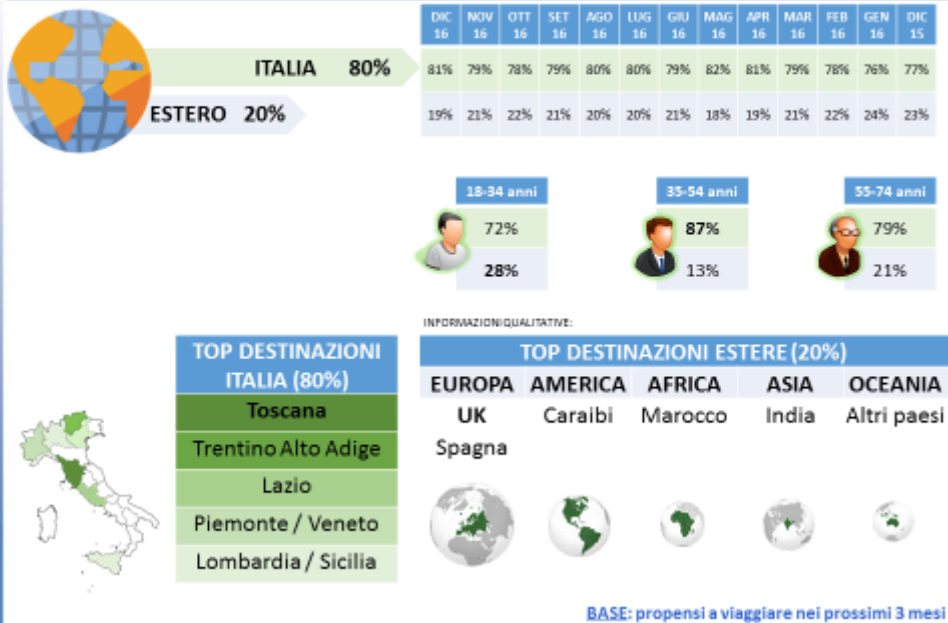 DIC NOV OTT SET AGO LUG GIU MAG APR MAR FEB GEN DIC
16 16 16 16 16 16 16 16 16 16 16 16 15
ITALIA 80% 81% 79% 78% 79% 80% 80% 79% 82% 81% 79% 78% 76% 77%
ESTERO 20% 19% 21% 22% 21% 20% 20% 21% 18% 19% 21% 22% 24% 23%
18-34 anni 35-54 anni 55-74 anni
72% 87% 79%
28% 13% 21%
INFORMAZIONI QUALITATIVE:
TOP DESTINAZIONI
ITALIA (80%)
Toscana
Trentino Alto Adige
Lazio
Piemonte / Veneto
Lombardia / Sicilia
TOP DESTINAZIONI ESTERE (20%)
EUROPA AMERICA AFRICA ASIA OCEANIA
UK Caraibi Marocco India Altri paesi
Spagna
BASE: propensi a viaggiare nei prossimi 3 mesi